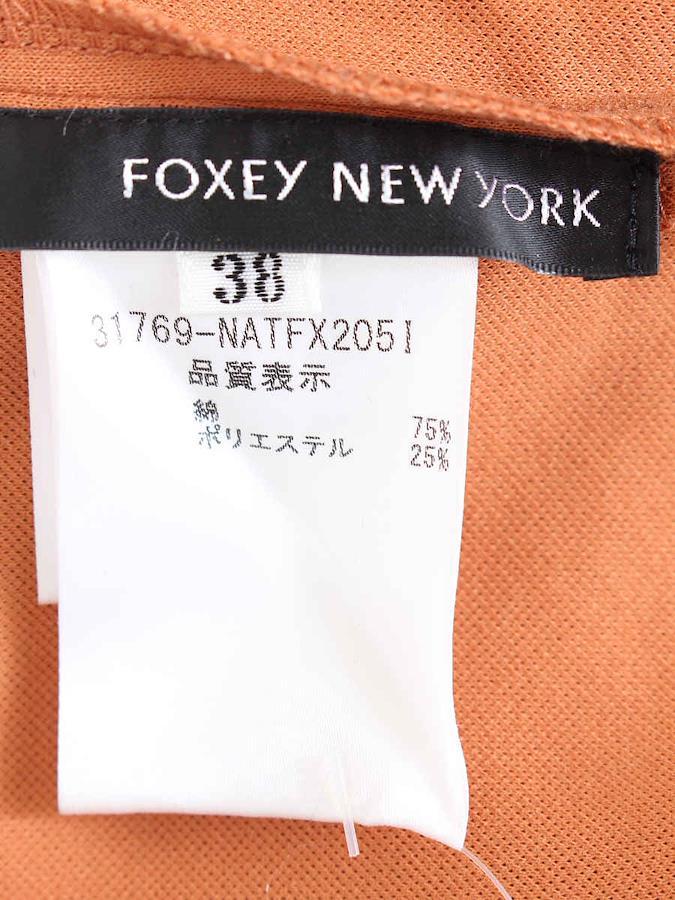 FOXEY NEW YORK
38
31769-NATFX205I
品質表示
綿 75%
ポリエステル 25%